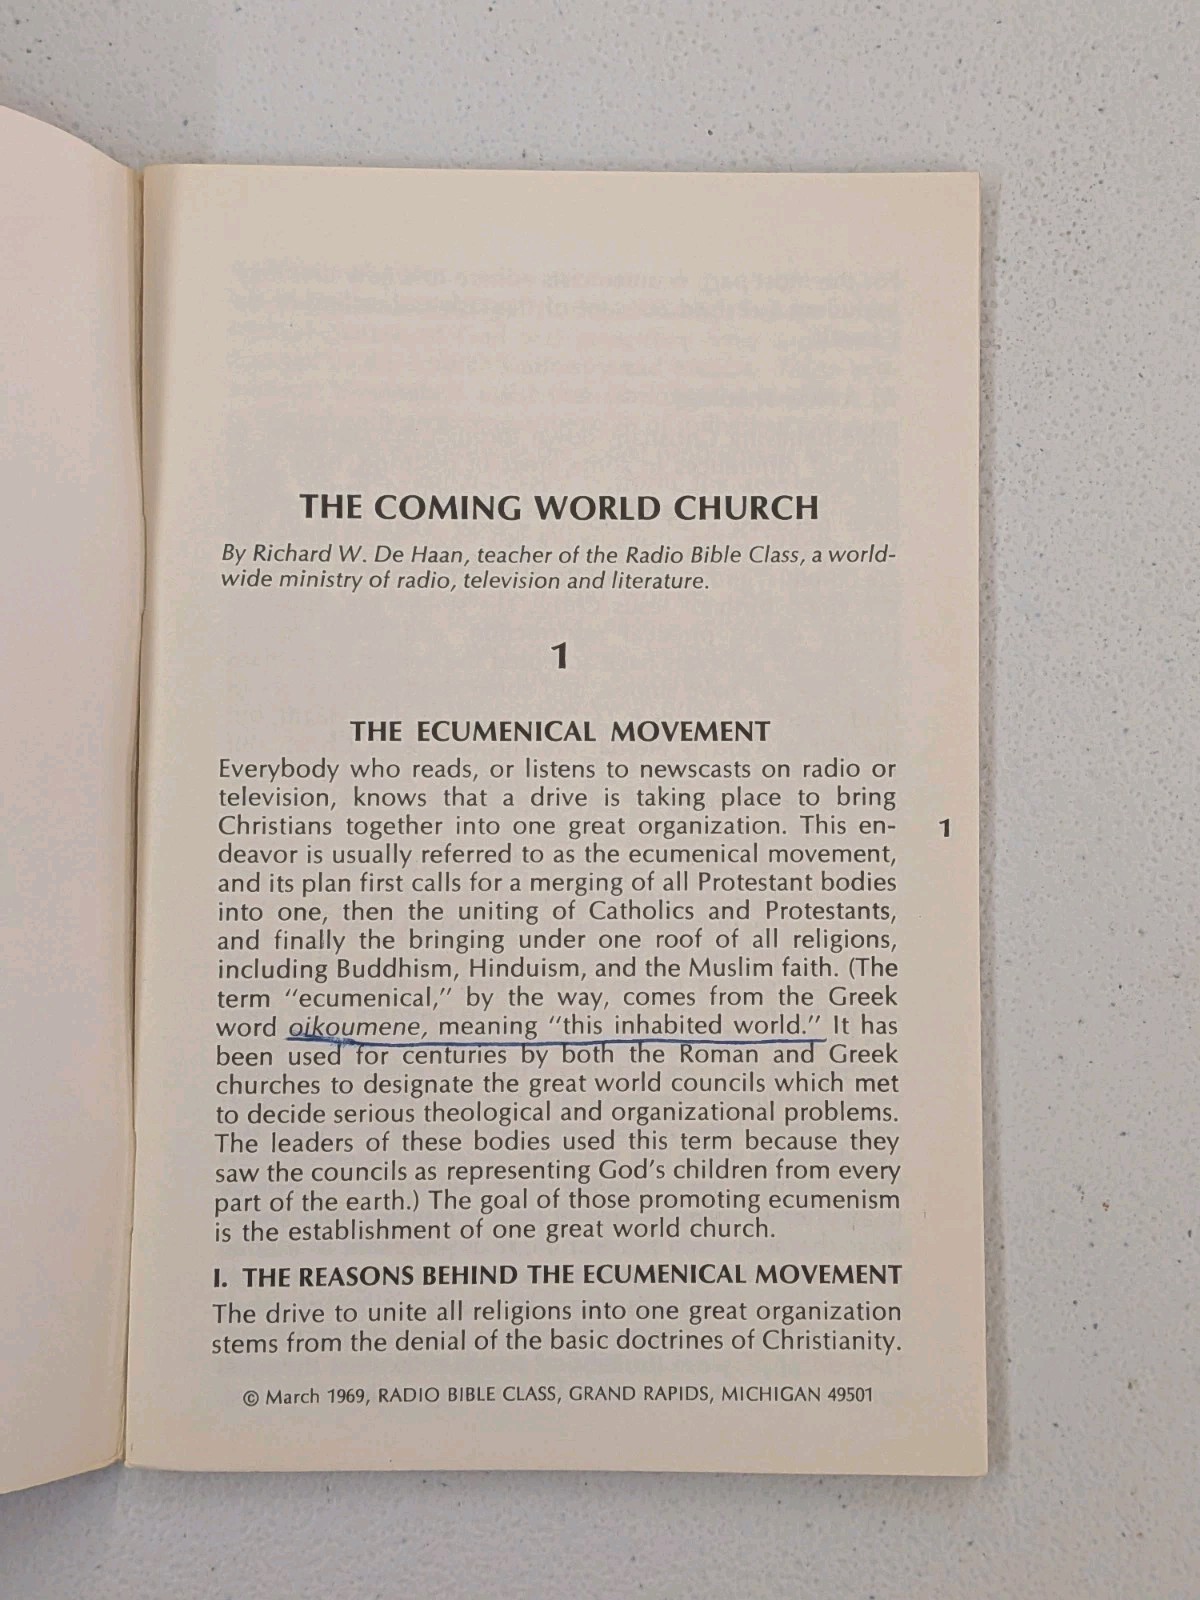 THE COMING WORLD CHURCH
By Richard W. De Haan, teacher of the Radio Bible Class, a world-
wide ministry of radio, television and literature.
1
THE ECUMENICAL MOVEMENT
Everybody who reads, or listens to newscasts on radio or
television, knows that a drive is taking place to bring
Christians together into one great organization. This en-
1
deavor is usually referred to as the ecumenical movement,
and its plan first calls for a merging of all Protestant bodies
into one, then the uniting of Catholics and Protestants,
and finally the bringing under one roof of all religions,
including Buddhism, Hinduism, and the Muslim faith. (The
term "ecumenical," by the way, comes from the Greek
word oikoumene, meaning "this inhabited world." It has
been used for centuries by both the Roman and Greek
churches to designate the great world councils which met
to decide serious theological and organizational problems.
The leaders of these bodies used this term because they
saw the councils as representing God's children from every
part of the earth.) The goal of those promoting ecumenism
is the establishment of one great world church.
I. THE REASONS BEHIND THE ECUMENICAL MOVEMENT
The drive to unite all religions into one great organization
stems from the denial of the basic doctrines of Christianity.
© March 1969, RADIO BIBLE CLASS, GRAND RAPIDS, MICHIGAN 49501